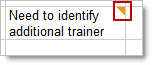 Need to identify
additional trainer